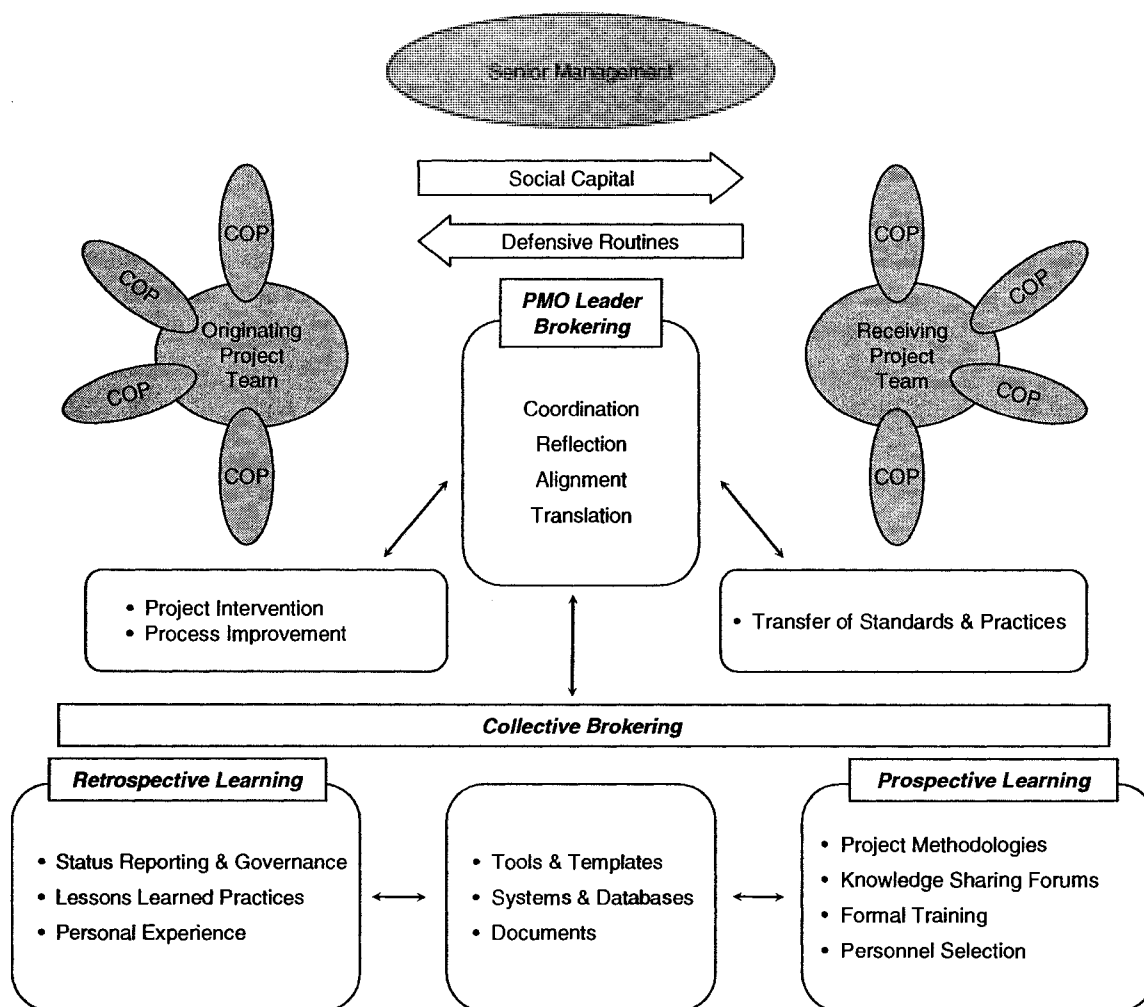 Senior Management
Social Capital
Defensive Routines
COP
COP
COP
COP
Originating
Project
Team
PMO Leader
Brokering
Coordination
Reflection
Alignment
Translation
COP
COP
COP
COP
Receiving
Project
Team
• Project Intervention
• Process Improvement
• Transfer of Standards & Practices
Collective Brokering
Retrospective Learning
• Status Reporting & Governance
• Lessons Learned Practices
• Personal Experience
• Tools & Templates
• Systems & Databases
• Documents
Prospective Learning
• Project Methodologies
• Knowledge Sharing Forums
• Formal Training
• Personnel Selection